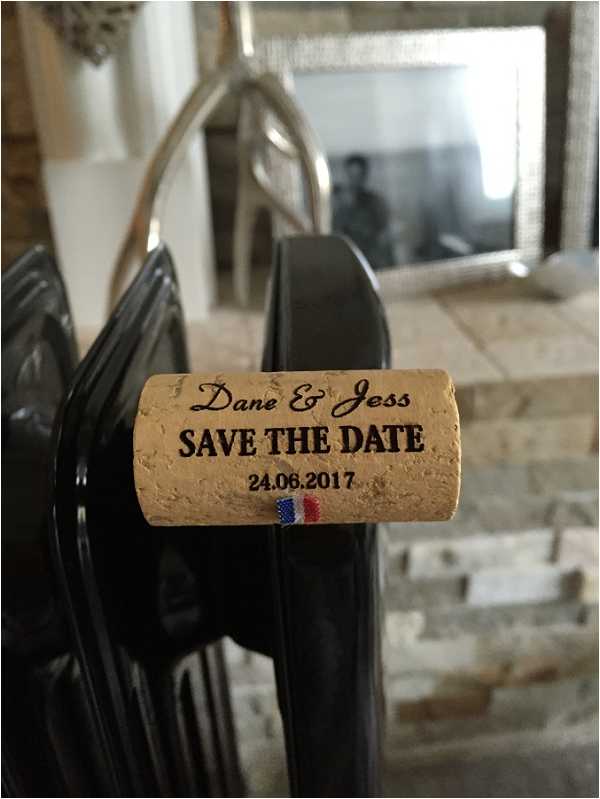 Dane & Jess
SAVE THE DATE
24.06.2017